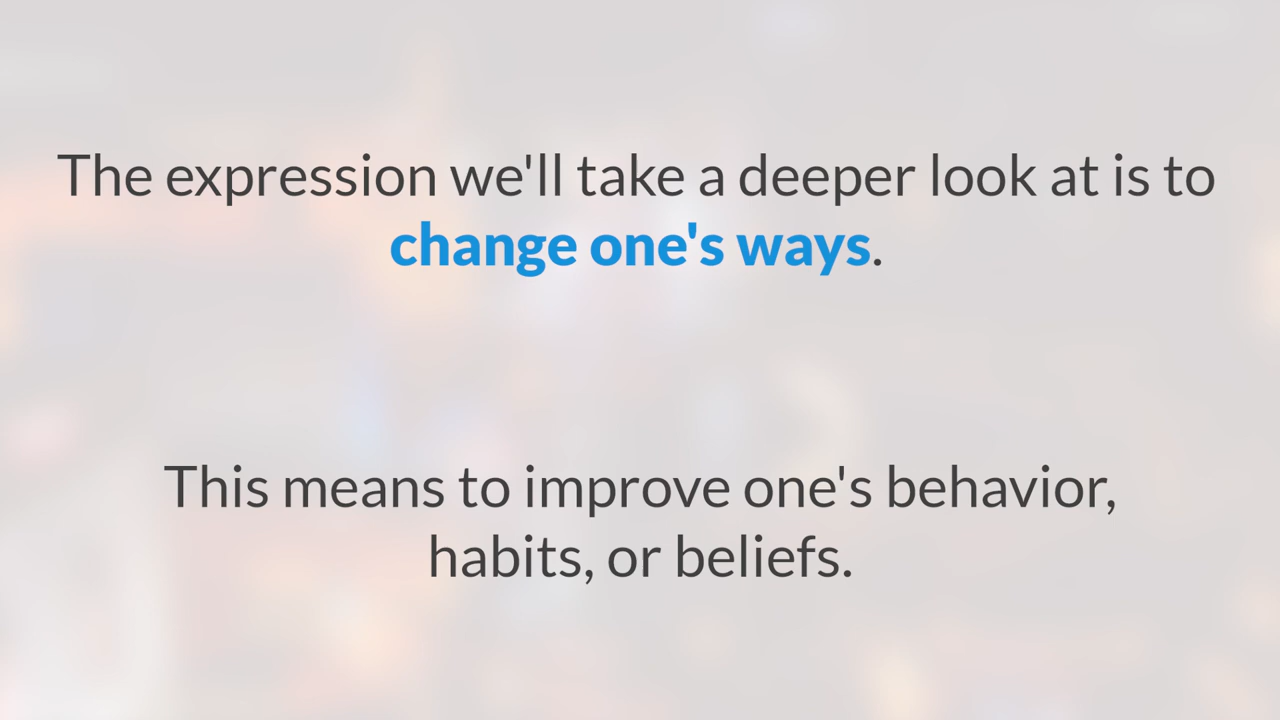 The expression we'll take a deeper look at is to
change one's ways.
This means to improve one's behavior,
habits, or beliefs.